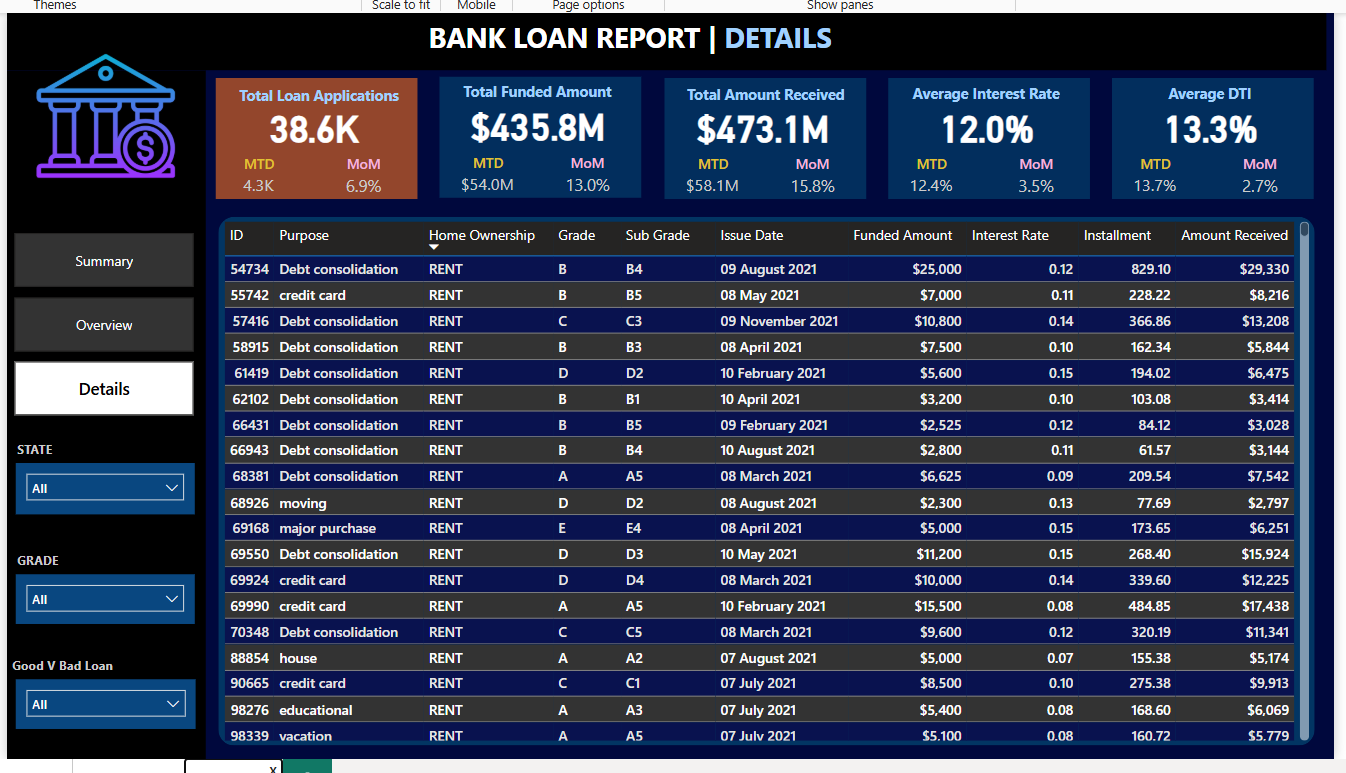 Themes Scale to fit Mobile Page options Show panes
BANK LOAN REPORT | DETAILS
Total Loan Applications
38.6K
MTD MoM
4.3K 6.9%
Total Funded Amount
$435.8M
MTD MoM
$54.0M 13.0%
Total Amount Received
$473.1M
MTD MoM
$58.1M 15.8%
Average Interest Rate
12.0%
MTD MoM
12.4% 3.5%
Average DTI
13.3%
MTD MoM
13.7% 2.7%
$
Summary
Overview
Details
STATE
All
GRADE
All
Good V Bad Loan
All
ID Purpose Home Ownership Grade Sub Grade Issue Date Funded Amount Interest Rate Installment Amount Received
54734 Debt consolidation RENT B B4 09 August 2021 $25,000 0.12 829.10 $29,330
55742 credit card RENT B B5 08 May 2021 $7,000 0.11 228.22 $8,216
57416 Debt consolidation RENT C C3 09 November 2021 $10,800 0.14 366.86 $13,208
58915 Debt consolidation RENT B B3 08 April 2021 $7,500 0.10 162.34 $5,844
61419 Debt consolidation RENT D D2 10 February 2021 $5,600 0.15 194.02 $6,475
62102 Debt consolidation RENT B B1 10 April 2021 $3,200 0.10 103.08 $3,414
66431 Debt consolidation RENT B B5 09 February 2021 $2,525 0.12 84.12 $3,028
66943 Debt consolidation RENT B B4 10 August 2021 $2,800 0.11 61.57 $3,144
68381 Debt consolidation RENT A A5 08 March 2021 $6,625 0.09 209.54 $7,542
68926 moving RENT D D2 08 August 2021 $2,300 0.13 77.69 $2,797
69168 major purchase RENT E E4 08 April 2021 $5,000 0.15 173.65 $6,251
69550 Debt consolidation RENT D D3 10 May 2021 $11,200 0.15 268.40 $15,924
69924 credit card RENT D D4 08 March 2021 $10,000 0.14 339.60 $12,225
69990 credit card RENT A A5 10 February 2021 $15,500 0.08 484.85 $17,438
70348 Debt consolidation RENT C C5 08 March 2021 $9,600 0.12 320.19 $11,341
88854 house RENT A A2 07 August 2021 $5,000 0.07 155.38 $5,174
90665 credit card RENT C C1 07 July 2021 $8,500 0.10 275.38 $9,913
98276 educational RENT A A3 07 July 2021 $5,400 0.08 168.60 $6,069
98339 vacation RENT A A5 07 July 2021 $5,100 0.08 160.72 $5,779
x